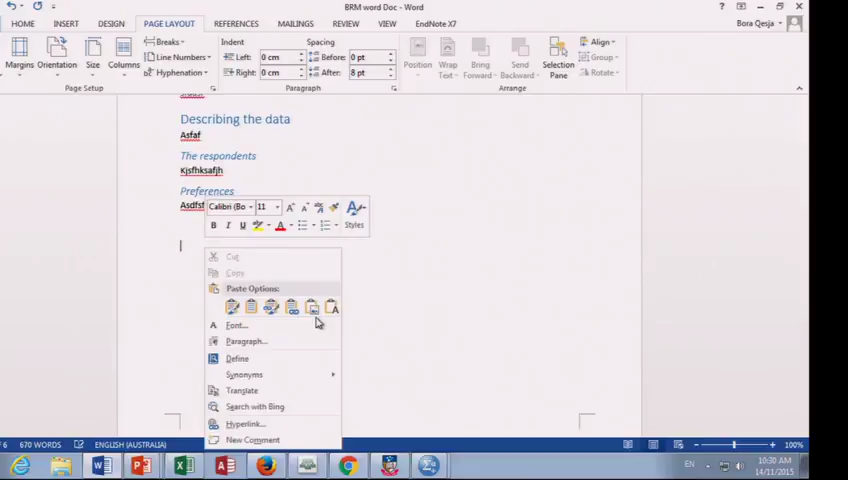 BRM word Doc - Word
HOME INSERT DESIGN PAGE LAYOUT REFERENCES MAILINGS REVIEW VIEW EndNote X7 Bora Qesja
Breaks Indent Spacing Align
Line Numbers Left: 0 cm Before: 0 pt Group
Margins Orientation Size Columns Hyphenation Right: 0 cm After: 8 pt Position Wrap Text Bring Forward Send Backward Selection Pane Rotate
Page Setup Paragraph Arrange
Describing the data
Asfaf
The respondents
Kjsfhksafjh
Preferences
Asdfsf
Calibri (Bo 11
B I U A Styles
Cut
Copy
Paste Options:
Font...
Paragraph...
Define
Synonyms
Translate
Search with Bing
Hyperlink...
New Comment
OF 6 670 WORDS ENGLISH (AUSTRALIA) 100%
EN 10:30 AM
14/11/2015